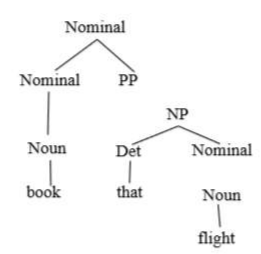 Nominal
Nominal PP
NP
Noun Det Nominal
book that Noun
flight